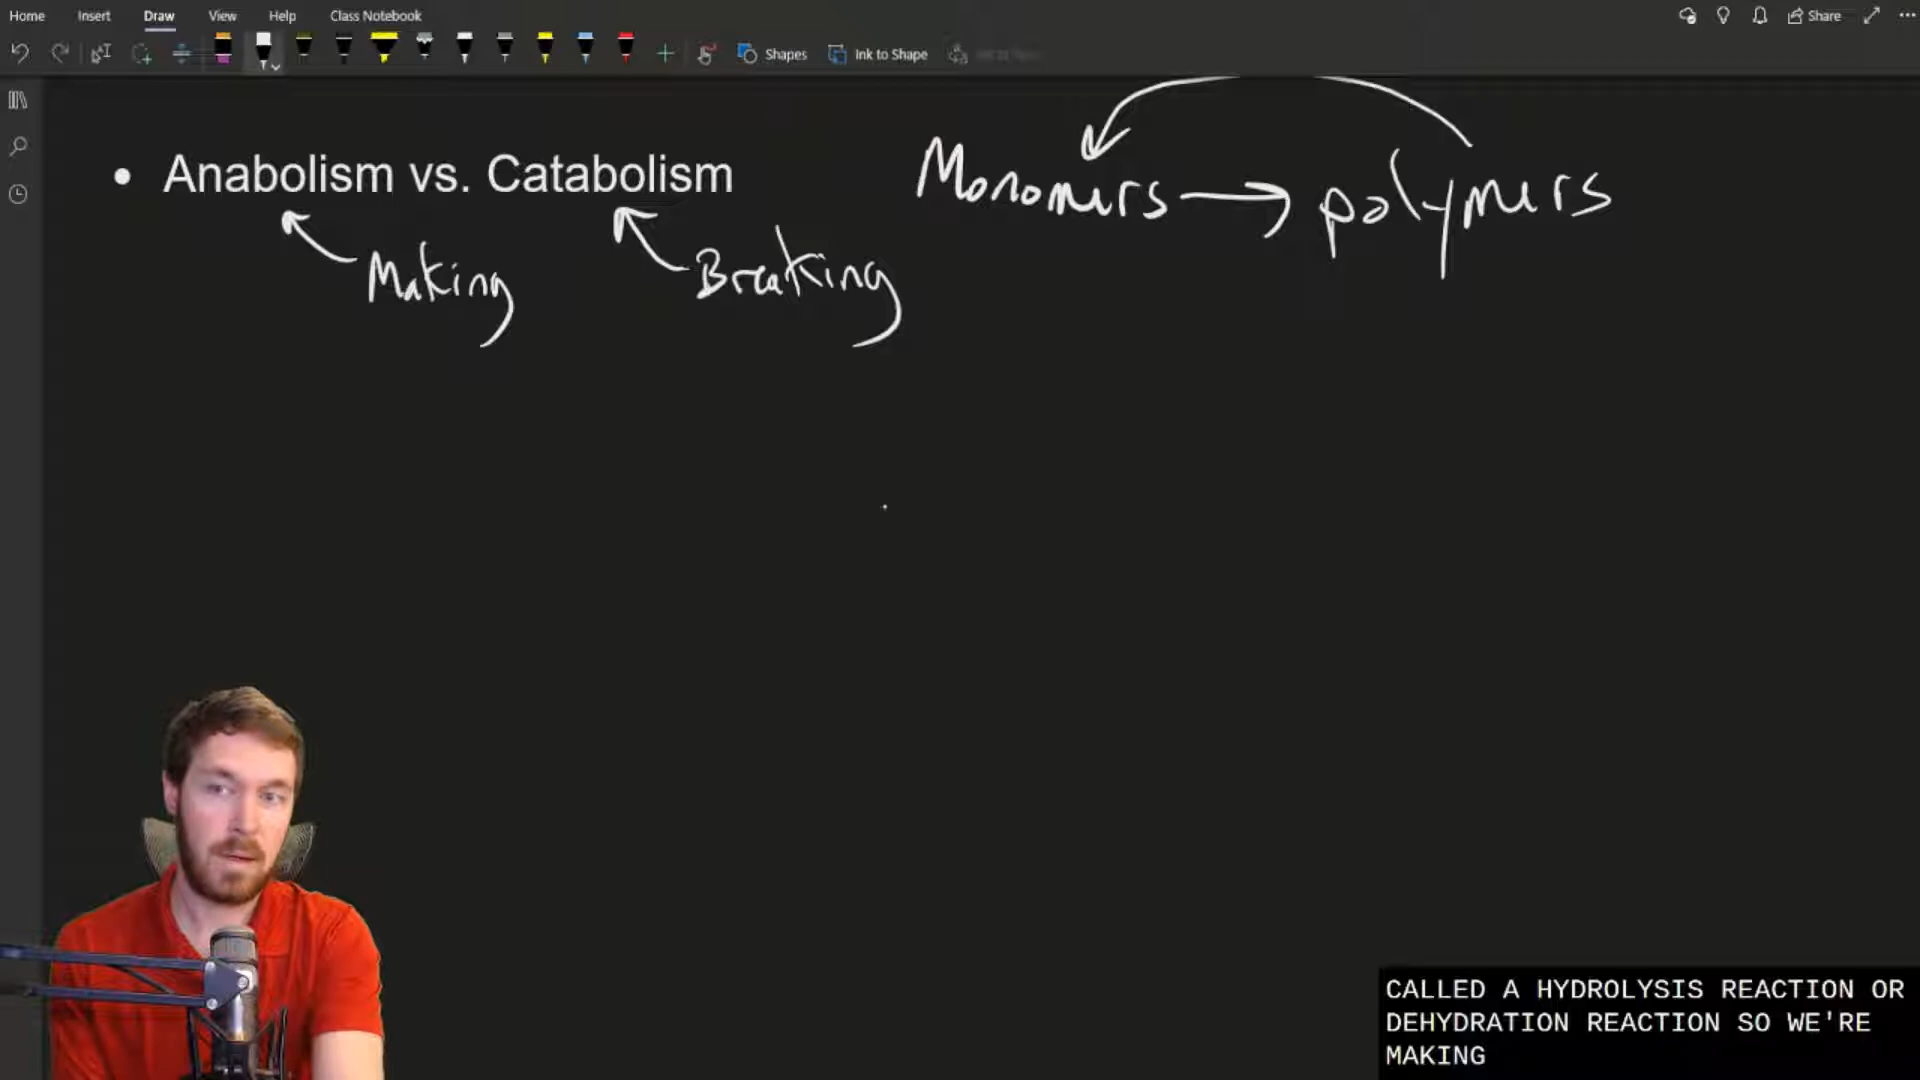 Home Insert Draw View Help Class Notebook Share
Shapes Ink to Shape
• Anabolism vs. Catabolism
Monomers → polymers
Making
Breaking
CALLED A HYDROLYSIS REACTION OR
DEHYDRATION REACTION SO WE'RE
MAKING